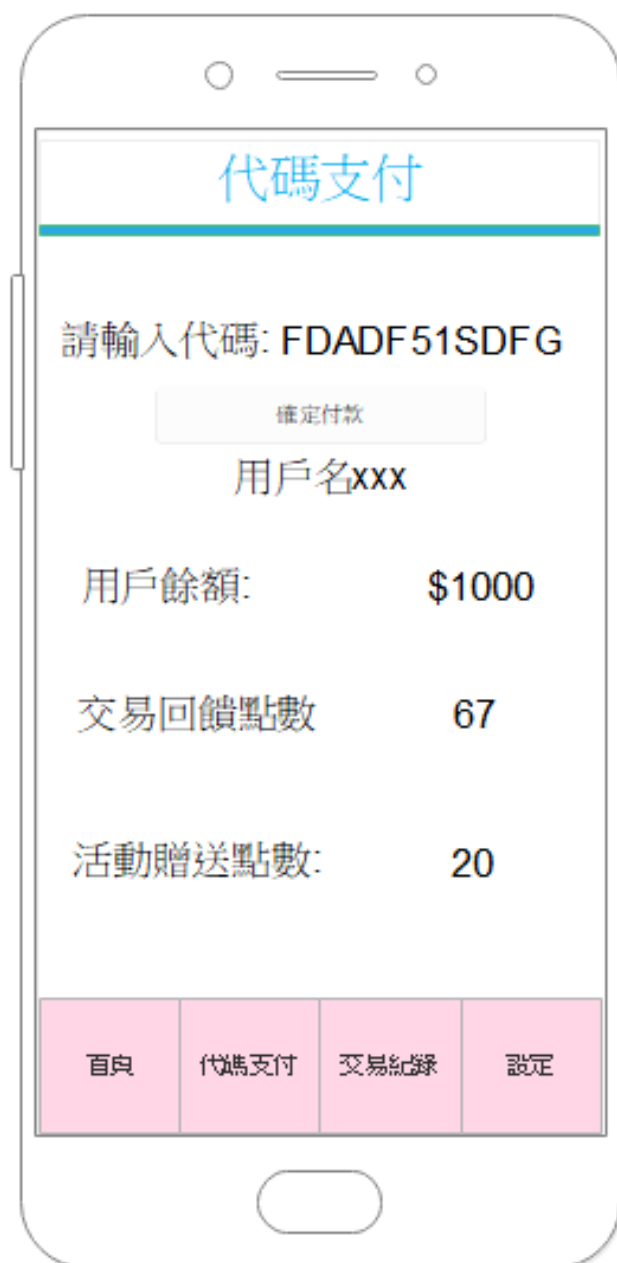 代碼支付
請輸入代碼: FDADF51SDFG
確定付款
用戶名xxx
用戶餘額: $1000
交易回饋點數 67
活動贈送點數: 20
首頁 代碼支付 交易紀錄 設定